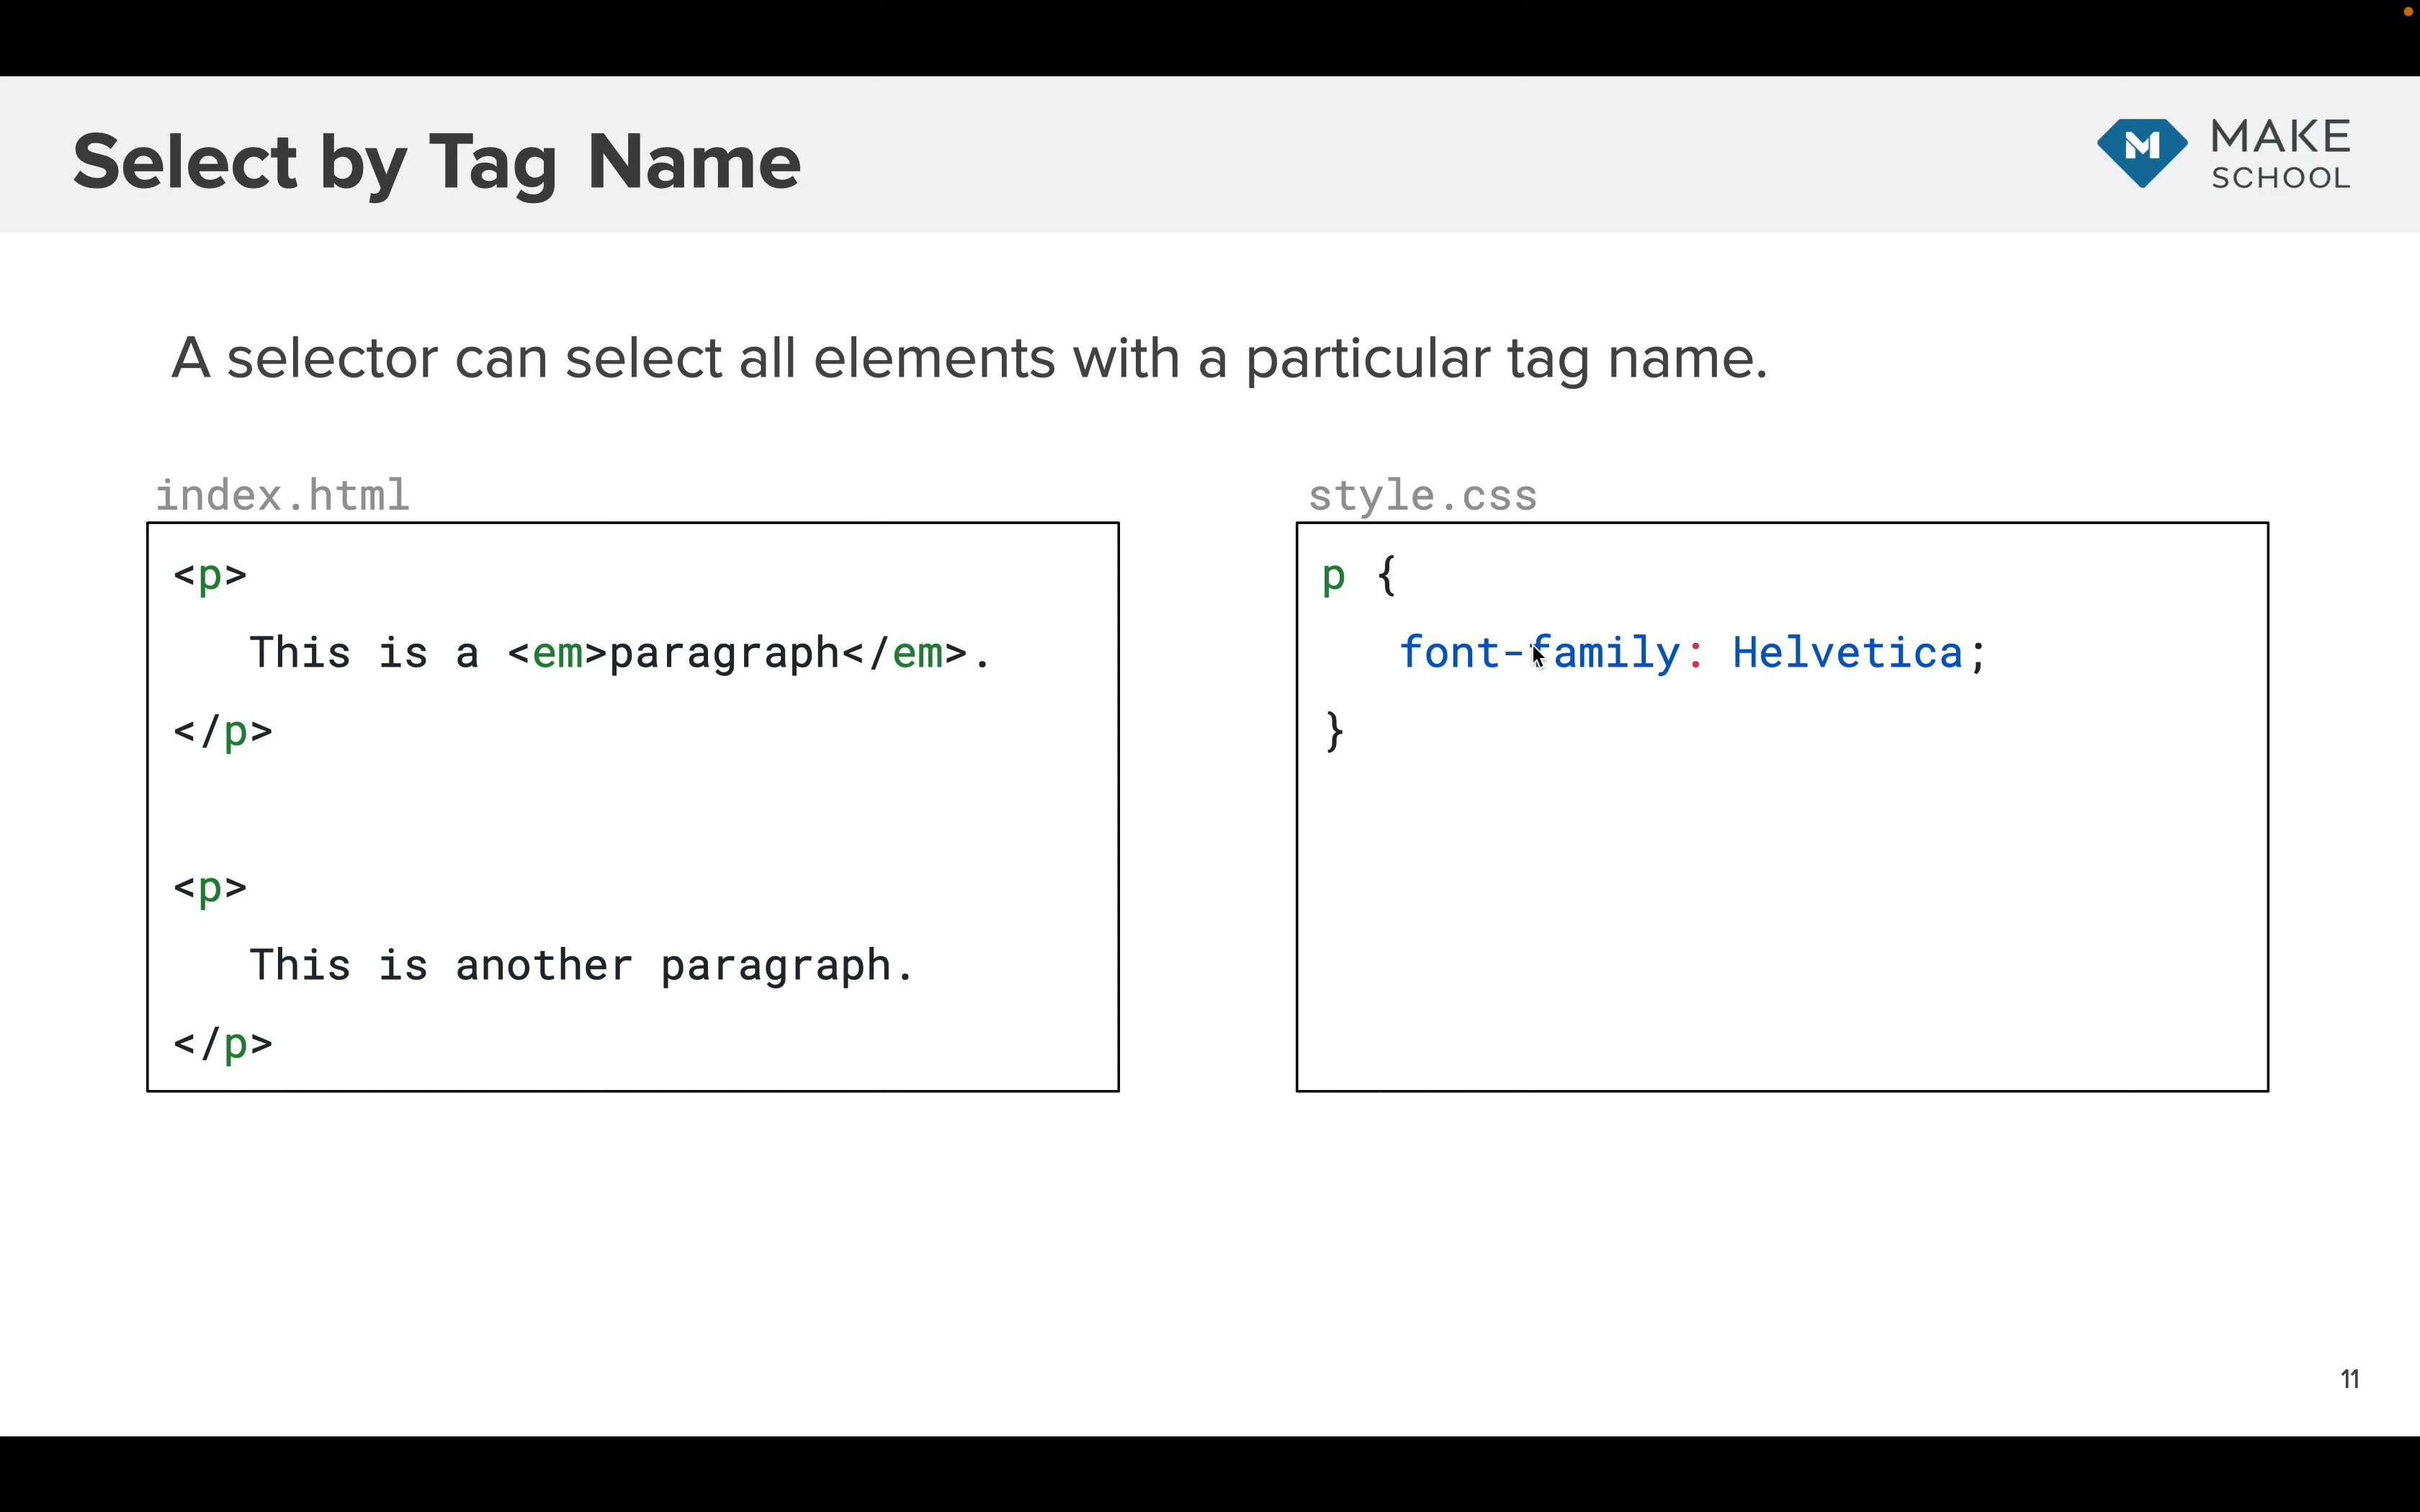 Select by Tag Name
MAKE
SCHOOL
A selector can select all elements with a particular tag name.
index.html
<p>
This is a <em>paragraph</em>.
</p>
<p>
This is another paragraph.
</p>
style.css
p {
font-family: Helvetica;
}
11